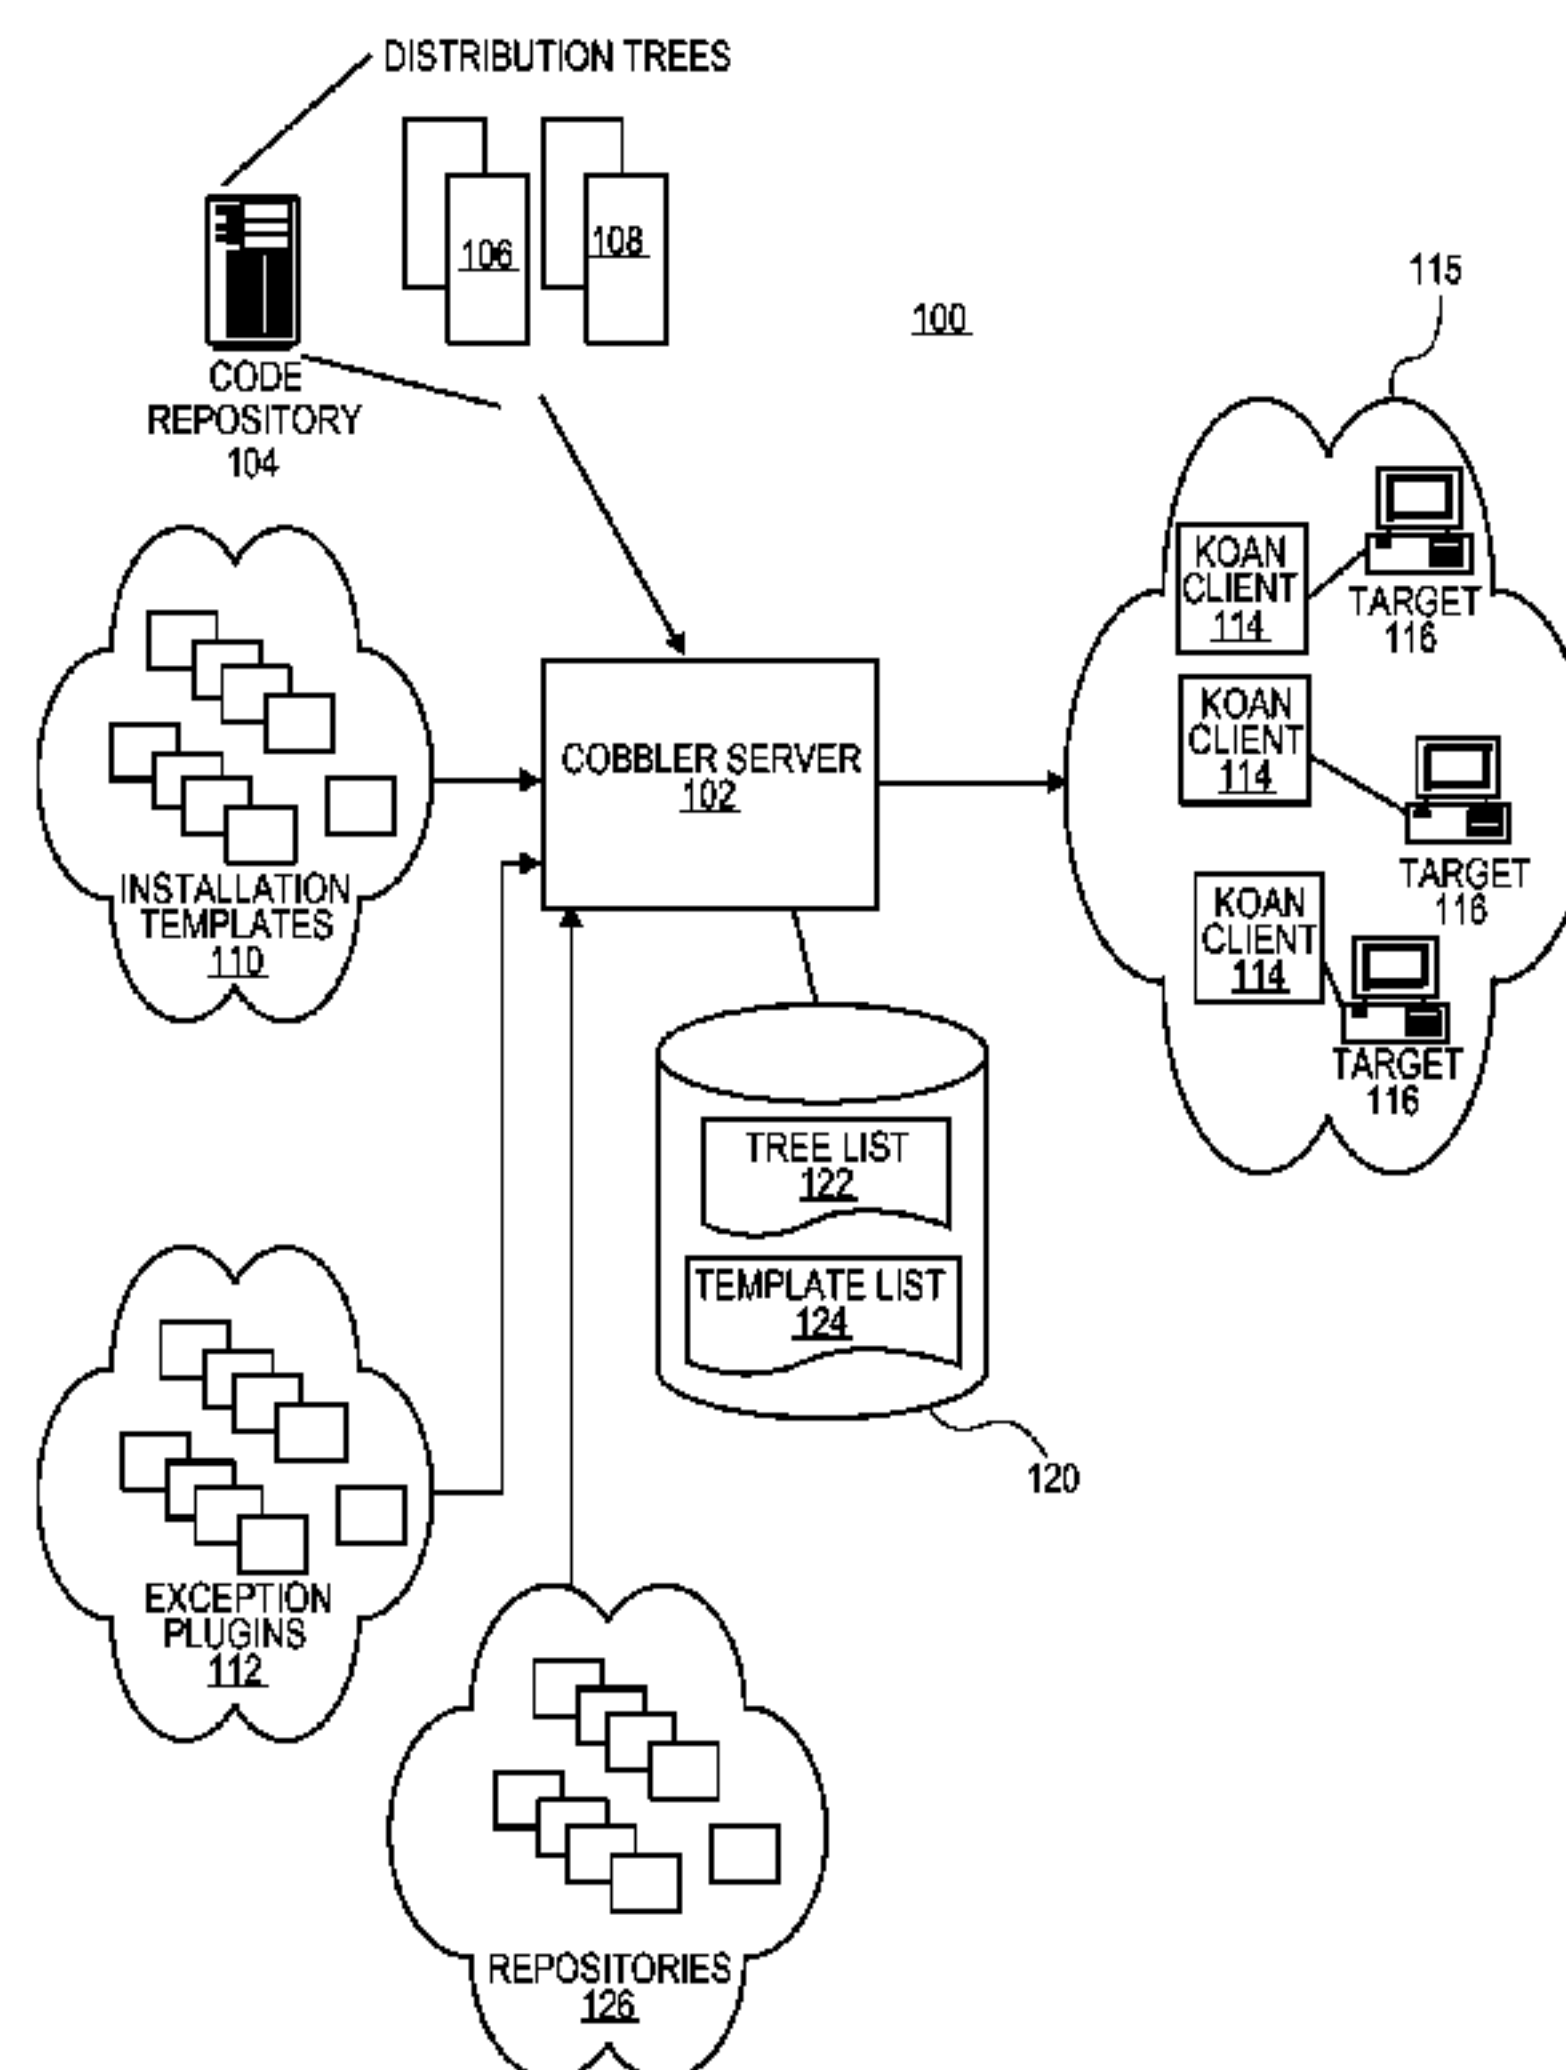 DISTRIBUTION TREES
106
108
100
115
CODE
REPOSITORY
104
KOAN
CLIENT
114
TARGET
116
KOAN
CLIENT
114
TARGET
116
KOAN
CLIENT
114
TARGET
116
COBBLER SERVER
102
INSTALLATION
TEMPLATES
110
TREE LIST
122
TEMPLATE LIST
124
120
EXCEPTION
PLUGINS
112
REPOSITORIES
126